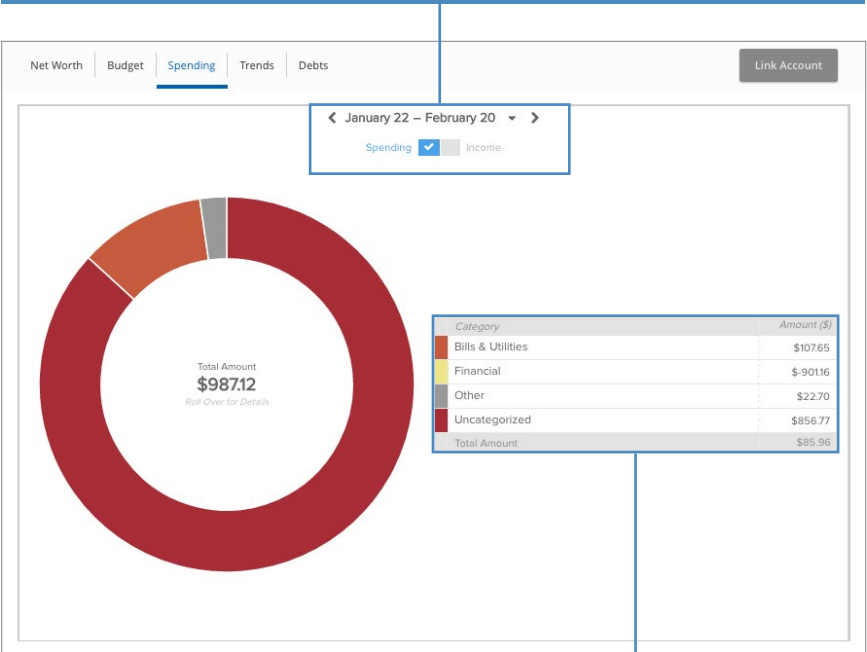 Net Worth Budget Spending Trends Debts Link Account
January 22 – February 20
Spending Income
Total Amount
$987.12
Roll Over for Details
Category Amount ($)
Bills & Utilities $107.65
Financial $-901.16
Other $22.70
Uncategorized $856.77
Total Amount $85.96